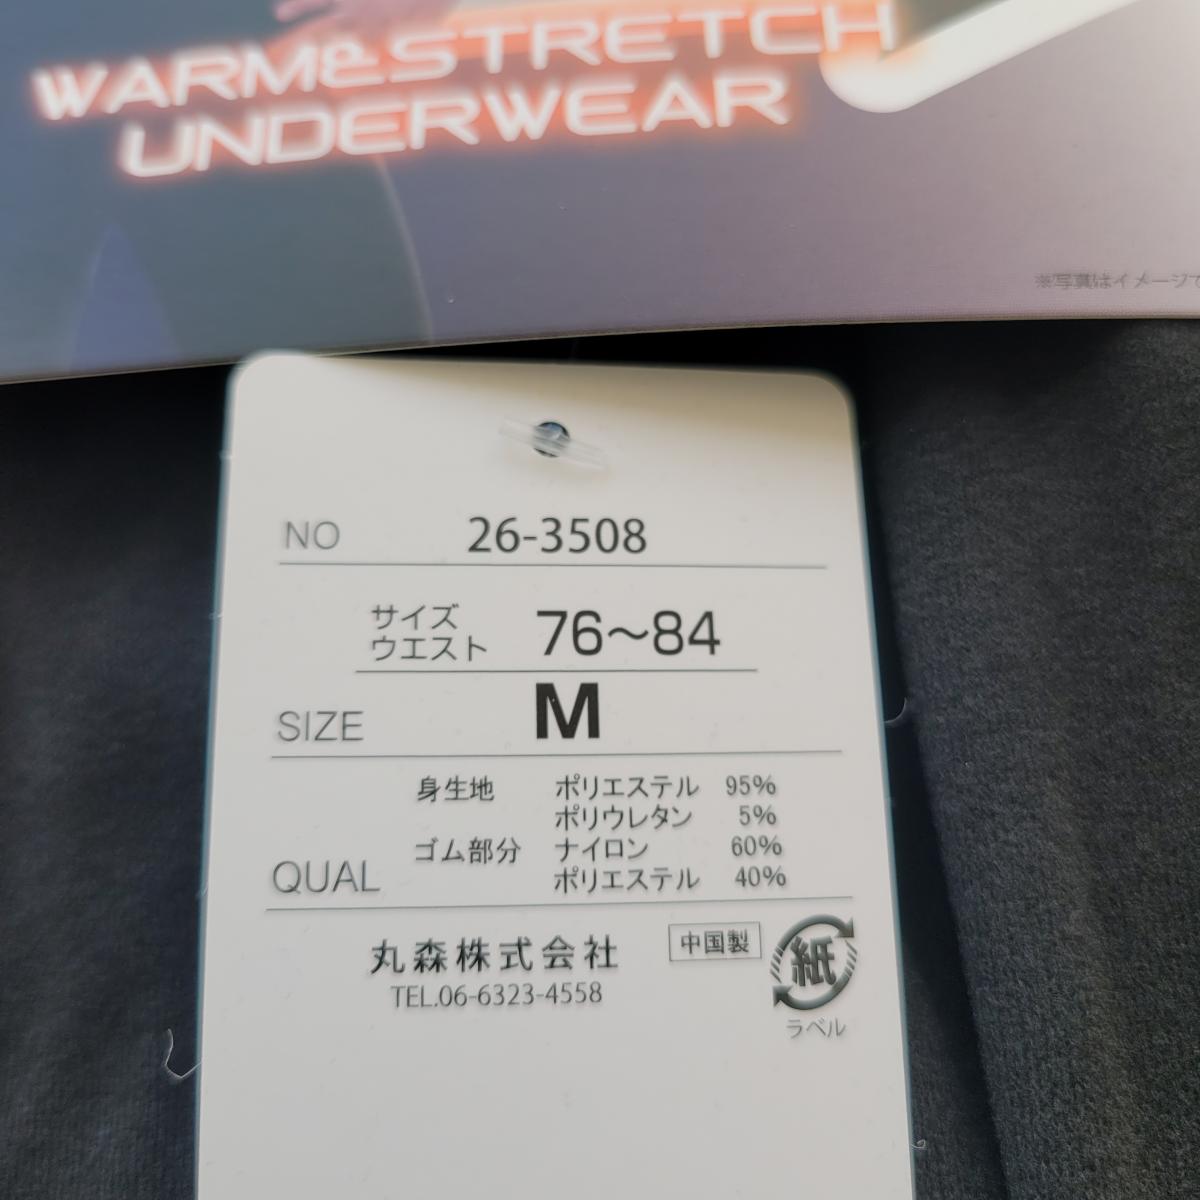 WARM&STRETCH
UNDERWEAR
※写真はイメージで
NO 26-3508
サイズ
ウエスト 76～84
SIZE M
身生地 ポリエステル 95%
ポリウレタン 5%
ゴム部分 ナイロン 60%
QUAL ポリエステル 40%
丸森株式会社 中国製 紙
TEL.06-6323-4558
ラベル